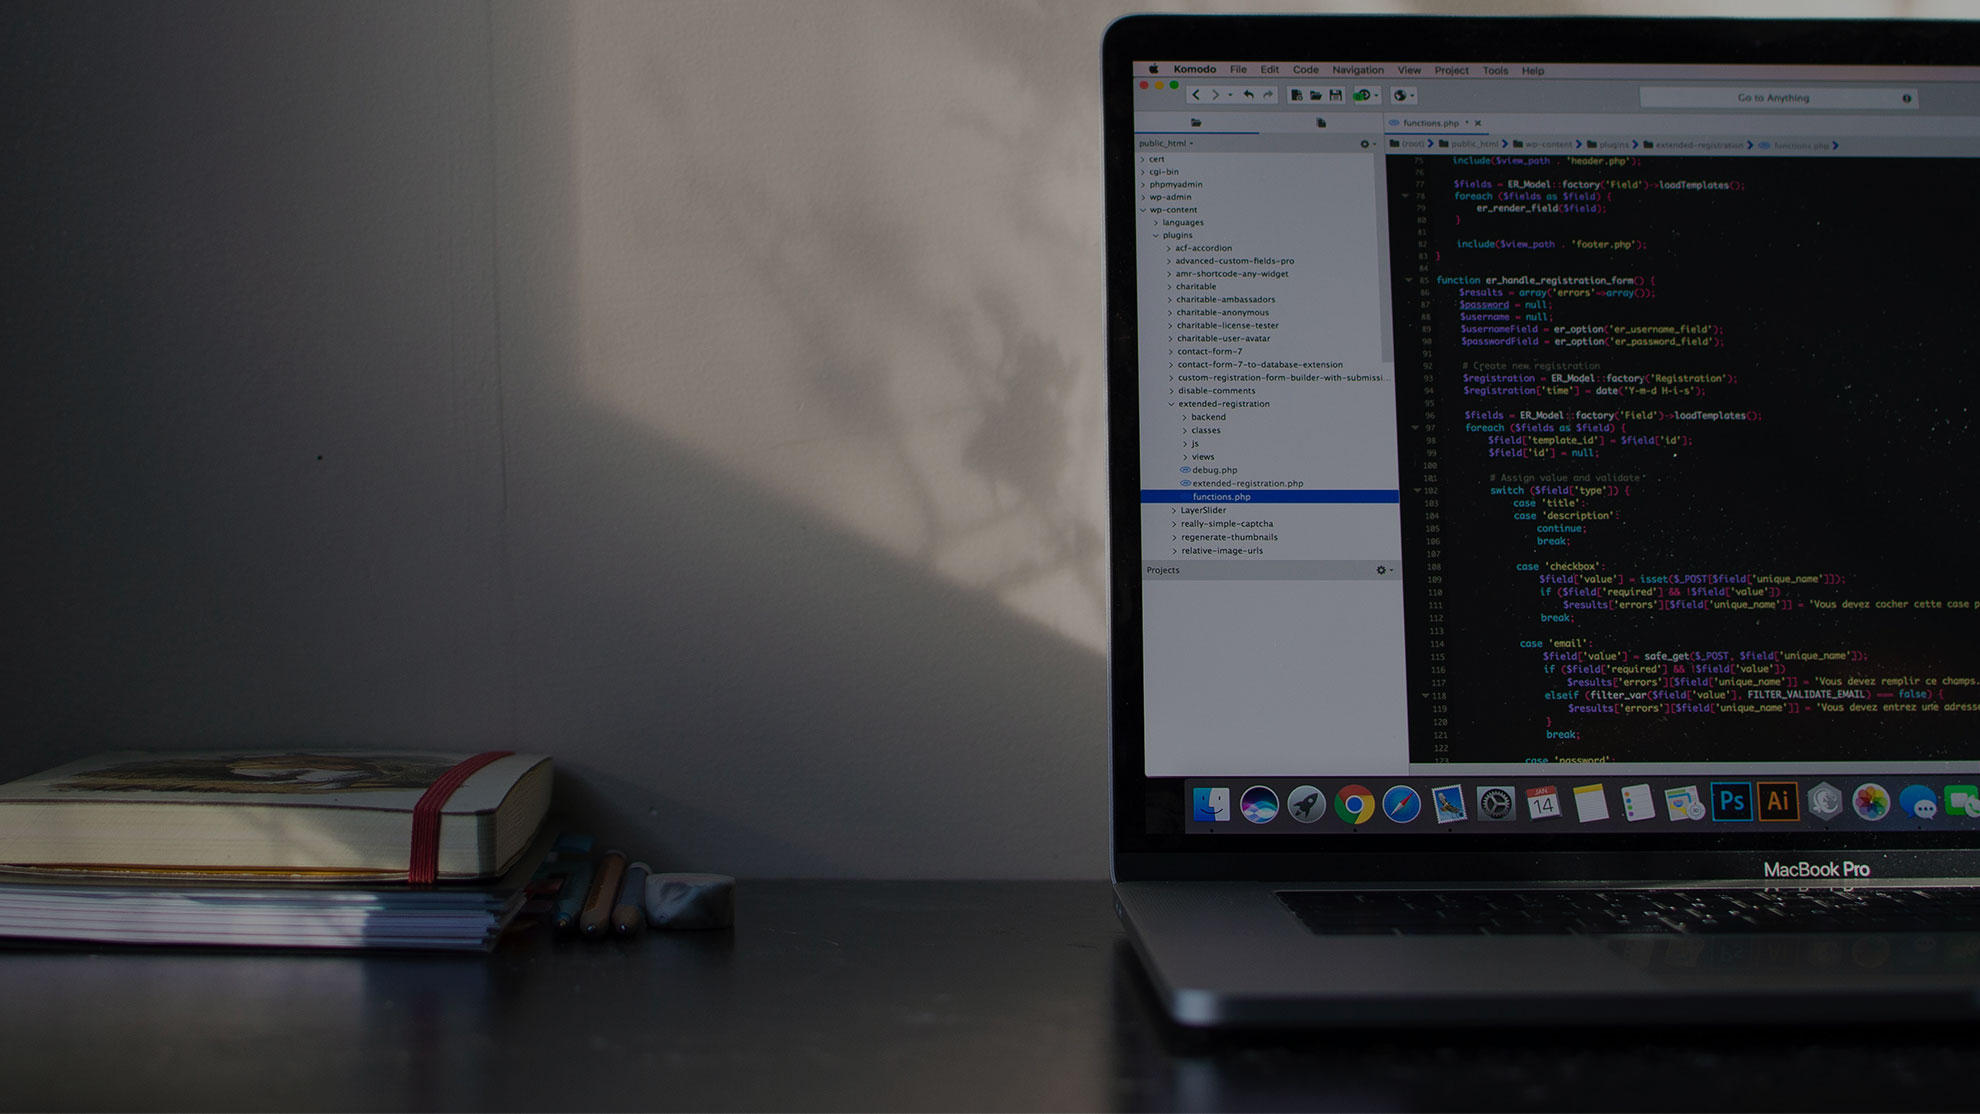 Komodo File Edit Code Navigation View Project Tools Help
Go to Anything
functions.php
public_html
(root) public_html wp-content plugins extended-registration functions.php
cert
cgi-bin
phpmyadmin
wp-admin
wp-content
languages
plugins
acf-accordion
advanced-custom-fields-pro
amr-shortcode-any-widget
charitable
charitable-ambassadors
charitable-anonymous
charitable-license-tester
charitable-user-avatar
contact-form-7
contact-form-7-to-database-extension
custom-registration-form-builder-with-submissi...
disable-comments
extended-registration
backend
classes
js
views
debug.php
extended-registration.php
functions.php
LayerSlider
really-simple-captcha
regenerate-thumbnails
relative-image-urls
Projects
75 include($view_path . 'header.php');
76
77 $fields = ER_Model::factory('Field')->loadTemplates();
78 foreach ($fields as $field) {
79 er_render_field($field);
80 }
81
82 include($view_path . 'footer.php');
83 }
84
85 function er_handle_registration_form() {
86 $results = array('errors'=>array());
87 $password = null;
88 $username = null;
89 $usernameField = er_option('er_username_field');
90 $passwordField = er_option('er_password_field');
91
92 # Create new registration
93 $registration = ER_Model::factory('Registration');
94 $registration['time'] = date('Y-m-d H-i-s');
95
96 $fields = ER_Model::factory('Field')->loadTemplates();
97 foreach ($fields as $field) {
98 $field['template_id'] = $field['id'];
99 $field['id'] = null;
100
101 # Assign value and validate
102 switch ($field['type']) {
103 case 'title':
104 case 'description':
105 continue;
106 break;
107
108 case 'checkbox':
109 $field['value'] = isset($_POST[$field['unique_name']]);
110 if ($field['required'] && !$field['value'])
111 $results['errors'][$field['unique_name']] = 'Vous devez cocher cette case p
112 break;
113
114 case 'email':
115 $field['value'] = safe_get($_POST, $field['unique_name']);
116 if ($field['required'] && !$field['value'])
117 $results['errors'][$field['unique_name']] = 'Vous devez remplir ce champs.
118 elseif (filter_var($field['value'], FILTER_VALIDATE_EMAIL) === false) {
119 $results['errors'][$field['unique_name']] = 'Vous devez entrez une adresse
120 }
121 break;
122
123 case 'password':
JAN
14
Ps
Ai
MacBook Pro